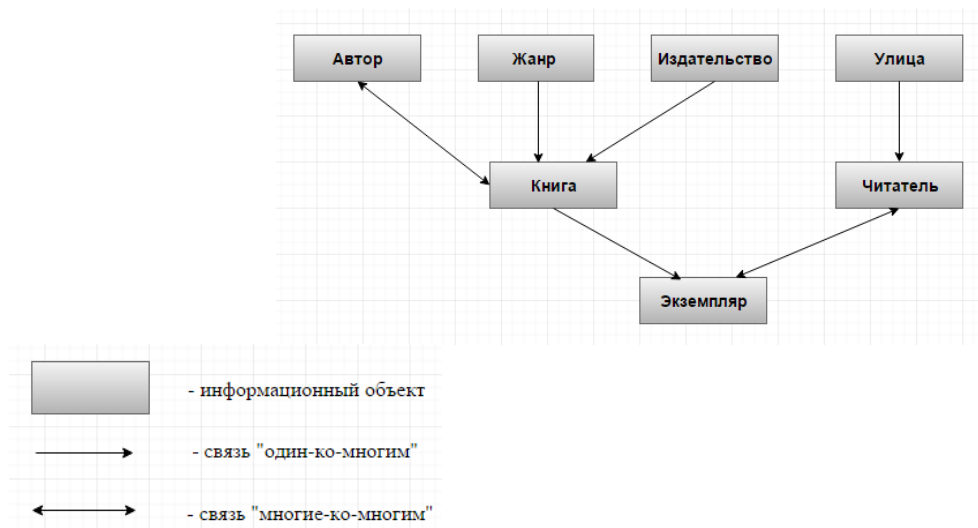 Автор
Жанр
Издательство
Улица
Книга
Читатель
Экземпляр
- информационный объект
- связь "один-ко-многим"
- связь "многие-ко-многим"